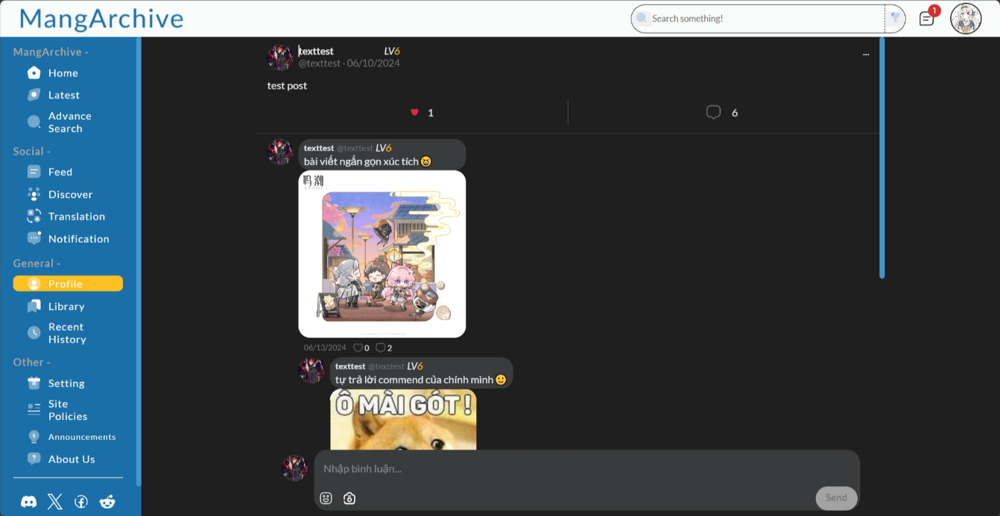 MangArchive
Search something!
1
MangArchive -
Home
Latest
Advance
Search
Social -
Feed
Discover
Translation
Notification
General -
Profile
Library
Recent
History
Other -
Setting
Site
Policies
Announcements
About Us
texttest LV6
@texttest · 06/10/2024
...
test post
1
6
texttest @texttest LV6
bài viết ngắn gọn xúc tích 😆
鸣潮
06/13/2024 0 2
texttest @texttest LV6
tự trả lời commend của chính mình 🙂
Ô MÀI GÓT!
Nhập bình luận...
Send